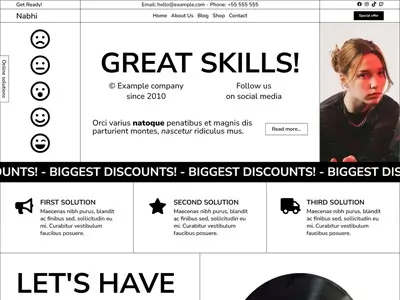 Get Ready!
Email: hello@example.com - Phone: +55 555 555
Nabhi
Home About Us Blog Shop Contact
Special offer
Online solutions
GREAT SKILLS!
© Example company
since 2010
Follow us
on social media
Orci varius natoque penatibus et magnis dis
parturient montes, nascetur ridiculus mus.
Read more...
OUNTS! - BIGGEST DISCOUNTS! - BIGGEST DISCOUNTS! - BIGGEST DIS
FIRST SOLUTION
Maecenas nibh purus, blandit
ac finibus sed, sollicitudin eu
mi. Curabitur vestibulum
faucibus posuere.
SECOND SOLUTION
Maecenas nibh purus, blandit
ac finibus sed, sollicitudin eu
mi. Curabitur vestibulum
faucibus posuere.
THIRD SOLUTION
Maecenas nibh purus, blandit
ac finibus sed, sollicitudin eu
mi. Curabitur vestibulum
faucibus posuere.
LET'S HAVE